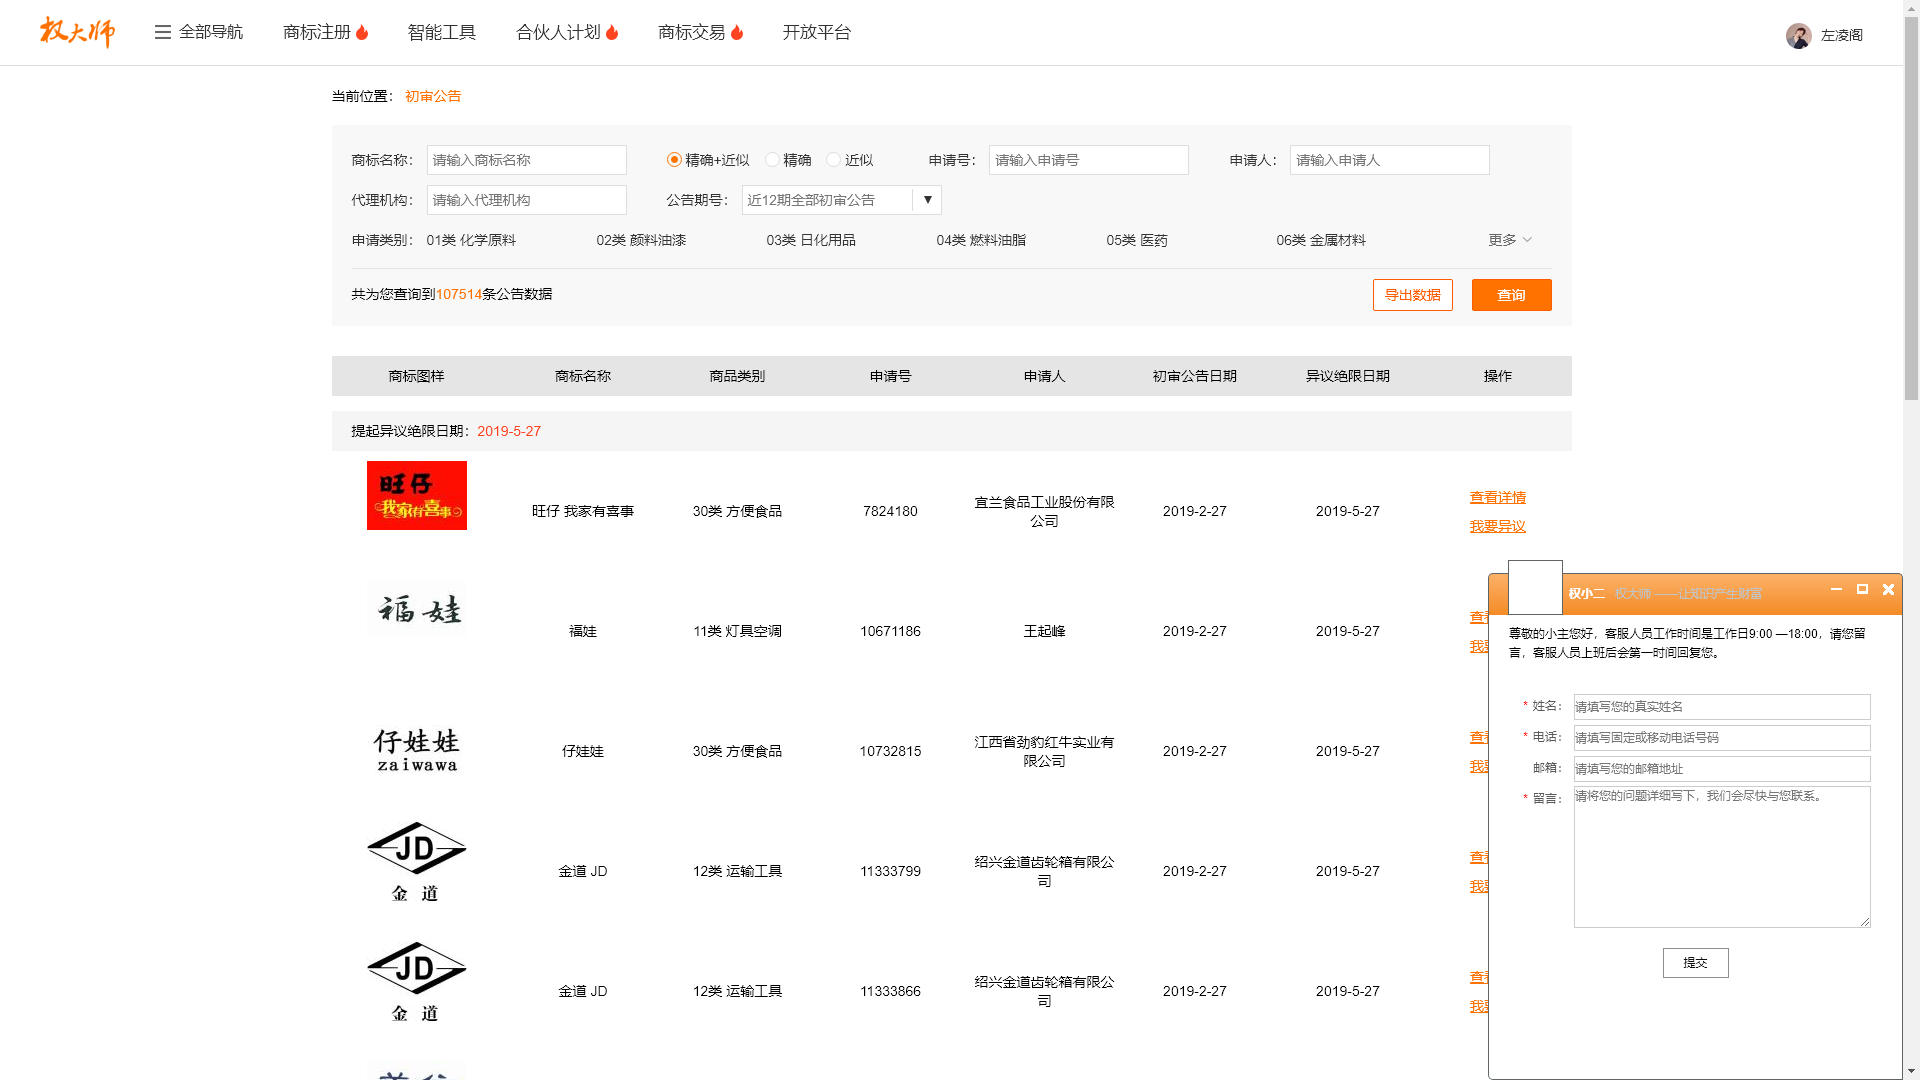 权大师 全部导航 商标注册 智能工具 合伙人计划 商标交易 开放平台 左凌阁
当前位置： 初审公告
商标名称： 请输入商标名称 精确+近似 精确 近似 申请号： 请输入申请号 申请人： 请输入申请人
代理机构： 请输入代理机构 公告期号： 近12期全部初审公告 ▼
申请类别： 01类 化学原料 02类 颜料油漆 03类 日化用品 04类 燃料油脂 05类 医药 06类 金属材料 更多
共为您查询到107514条公告数据 导出数据 查询
商标图样 商标名称 商品类别 申请号 申请人 初审公告日期 异议绝限日期 操作
提起异议绝限日期：2019-5-27
旺仔
我家有喜事
旺仔 我家有喜事 30类 方便食品 7824180 宜兰食品工业股份有限
公司
2019-2-27 2019-5-27 查看详情
我要异议
福娃
福娃 11类 灯具空调 10671186 王起峰 2019-2-27 2019-5-27
仔娃娃
zaiwawa
仔娃娃 30类 方便食品 10732815 江西省劲豹红牛实业有
限公司
2019-2-27 2019-5-27
JD
金道
金道 JD 12类 运输工具 11333799 绍兴金道齿轮箱有限公
司
2019-2-27 2019-5-27
JD
金道
金道 JD 12类 运输工具 11333866 绍兴金道齿轮箱有限公
司
2019-2-27 2019-5-27
权小二 权大师 ——让知识产生财富
尊敬的小主您好，客服人员工作时间是工作日9:00 —18:00，请您留
言，客服人员上班后会第一时间回复您。
* 姓名： 请填写您的真实姓名
* 电话： 请填写固定或移动电话号码
邮箱： 请填写您的邮箱地址
* 留言： 请将您的问题详细写下，我们会尽快与您联系。
提交